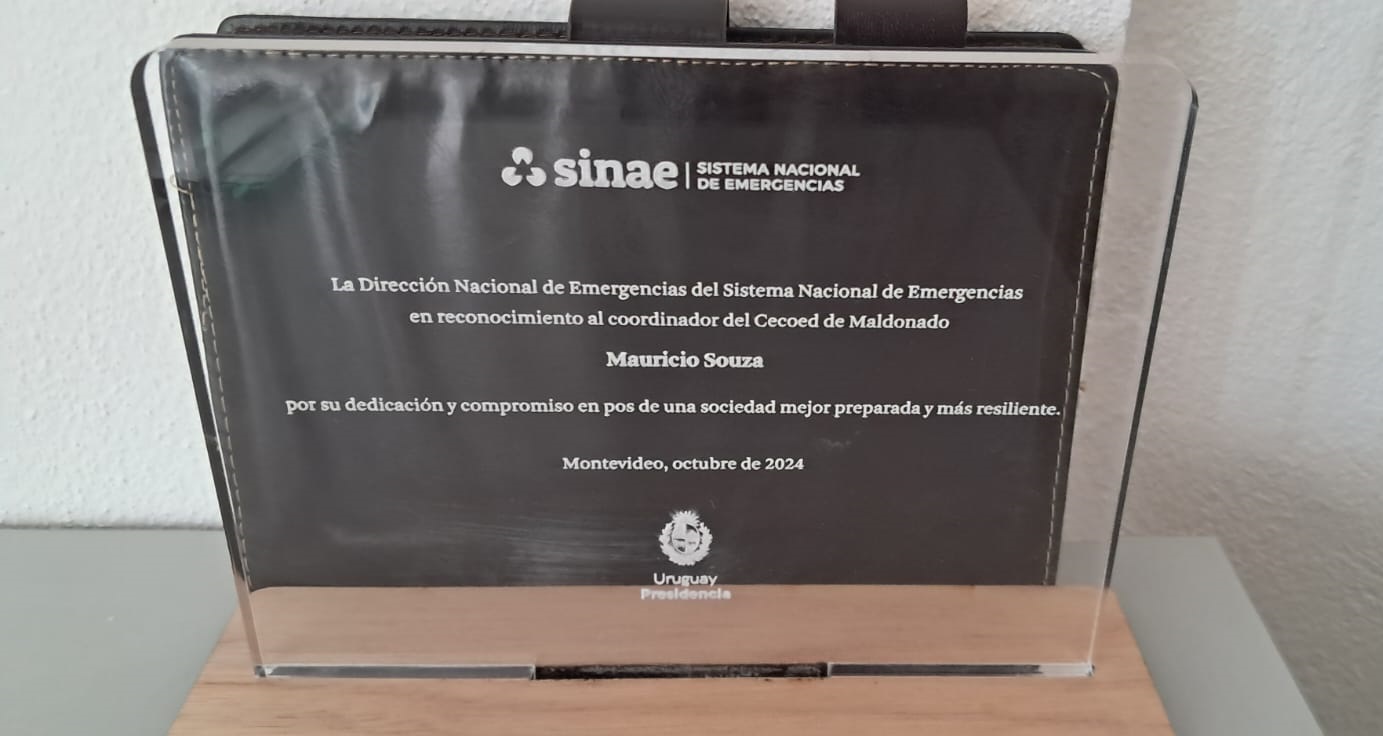 sinae | SISTEMA NACIONAL
DE EMERGENCIAS
La Dirección Nacional de Emergencias del Sistema Nacional de Emergencias
en reconocimiento al coordinador del Cecoed de Maldonado
Mauricio Souza
por su dedicación y compromiso en pos de una sociedad mejor preparada y más resiliente.
Montevideo, octubre de 2024
Uruguay
Presidencia